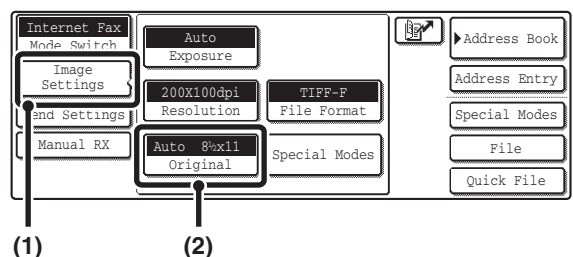 Internet Fax
Mode Switch
Image
Settings
end Settings
Manual RX
Auto
Exposure
200X100dpi
Resolution
TIFF-F
File Format
Auto 8½x11
Original
Special Modes
Address Book
Address Entry
Special Modes
File
Quick File
(1)
(2)